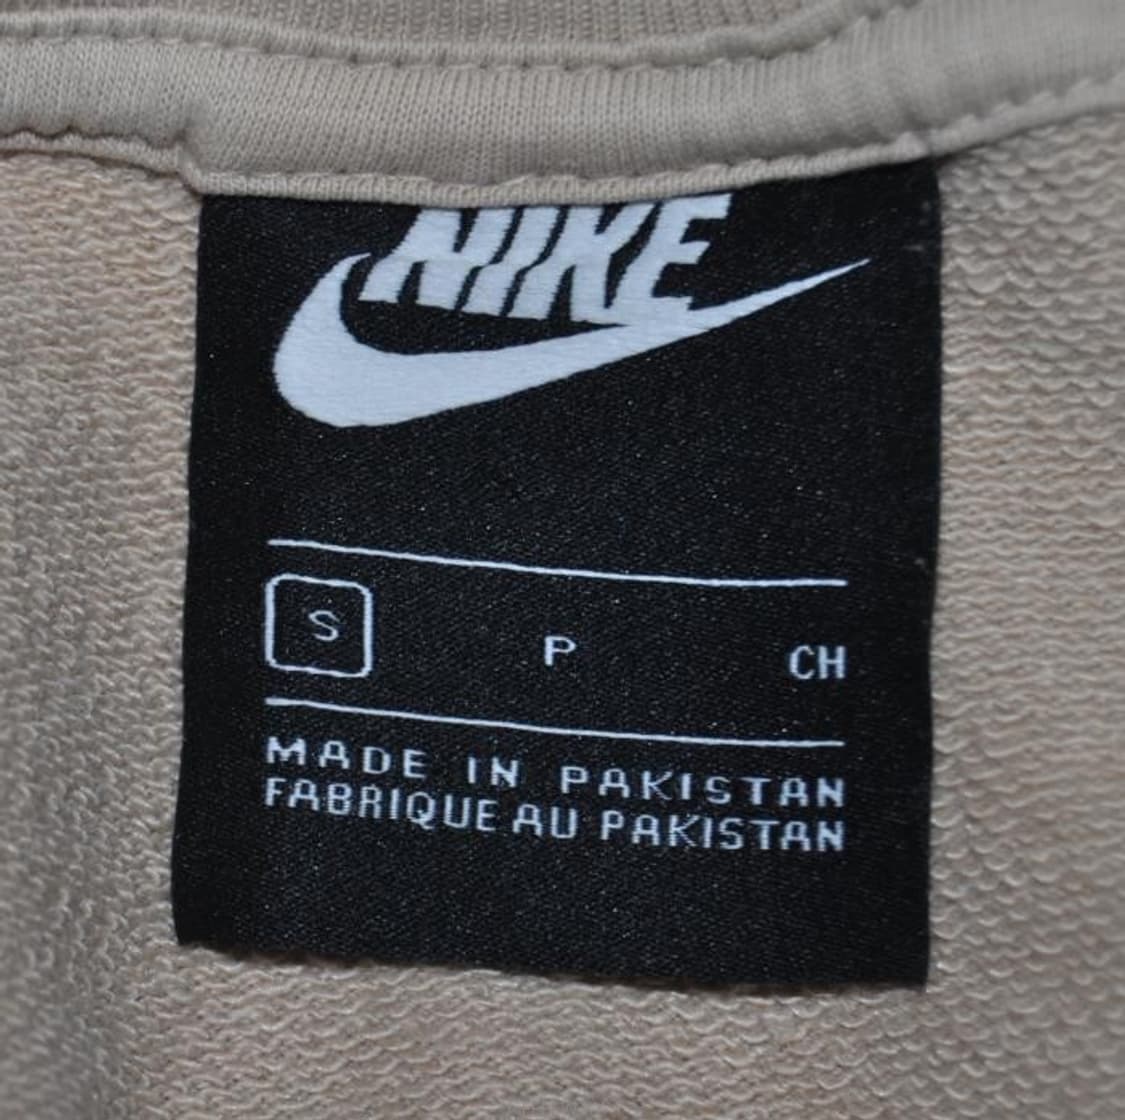 NIKE
S P CH
MADE IN PAKISTAN
FABRIQUE AU PAKISTAN